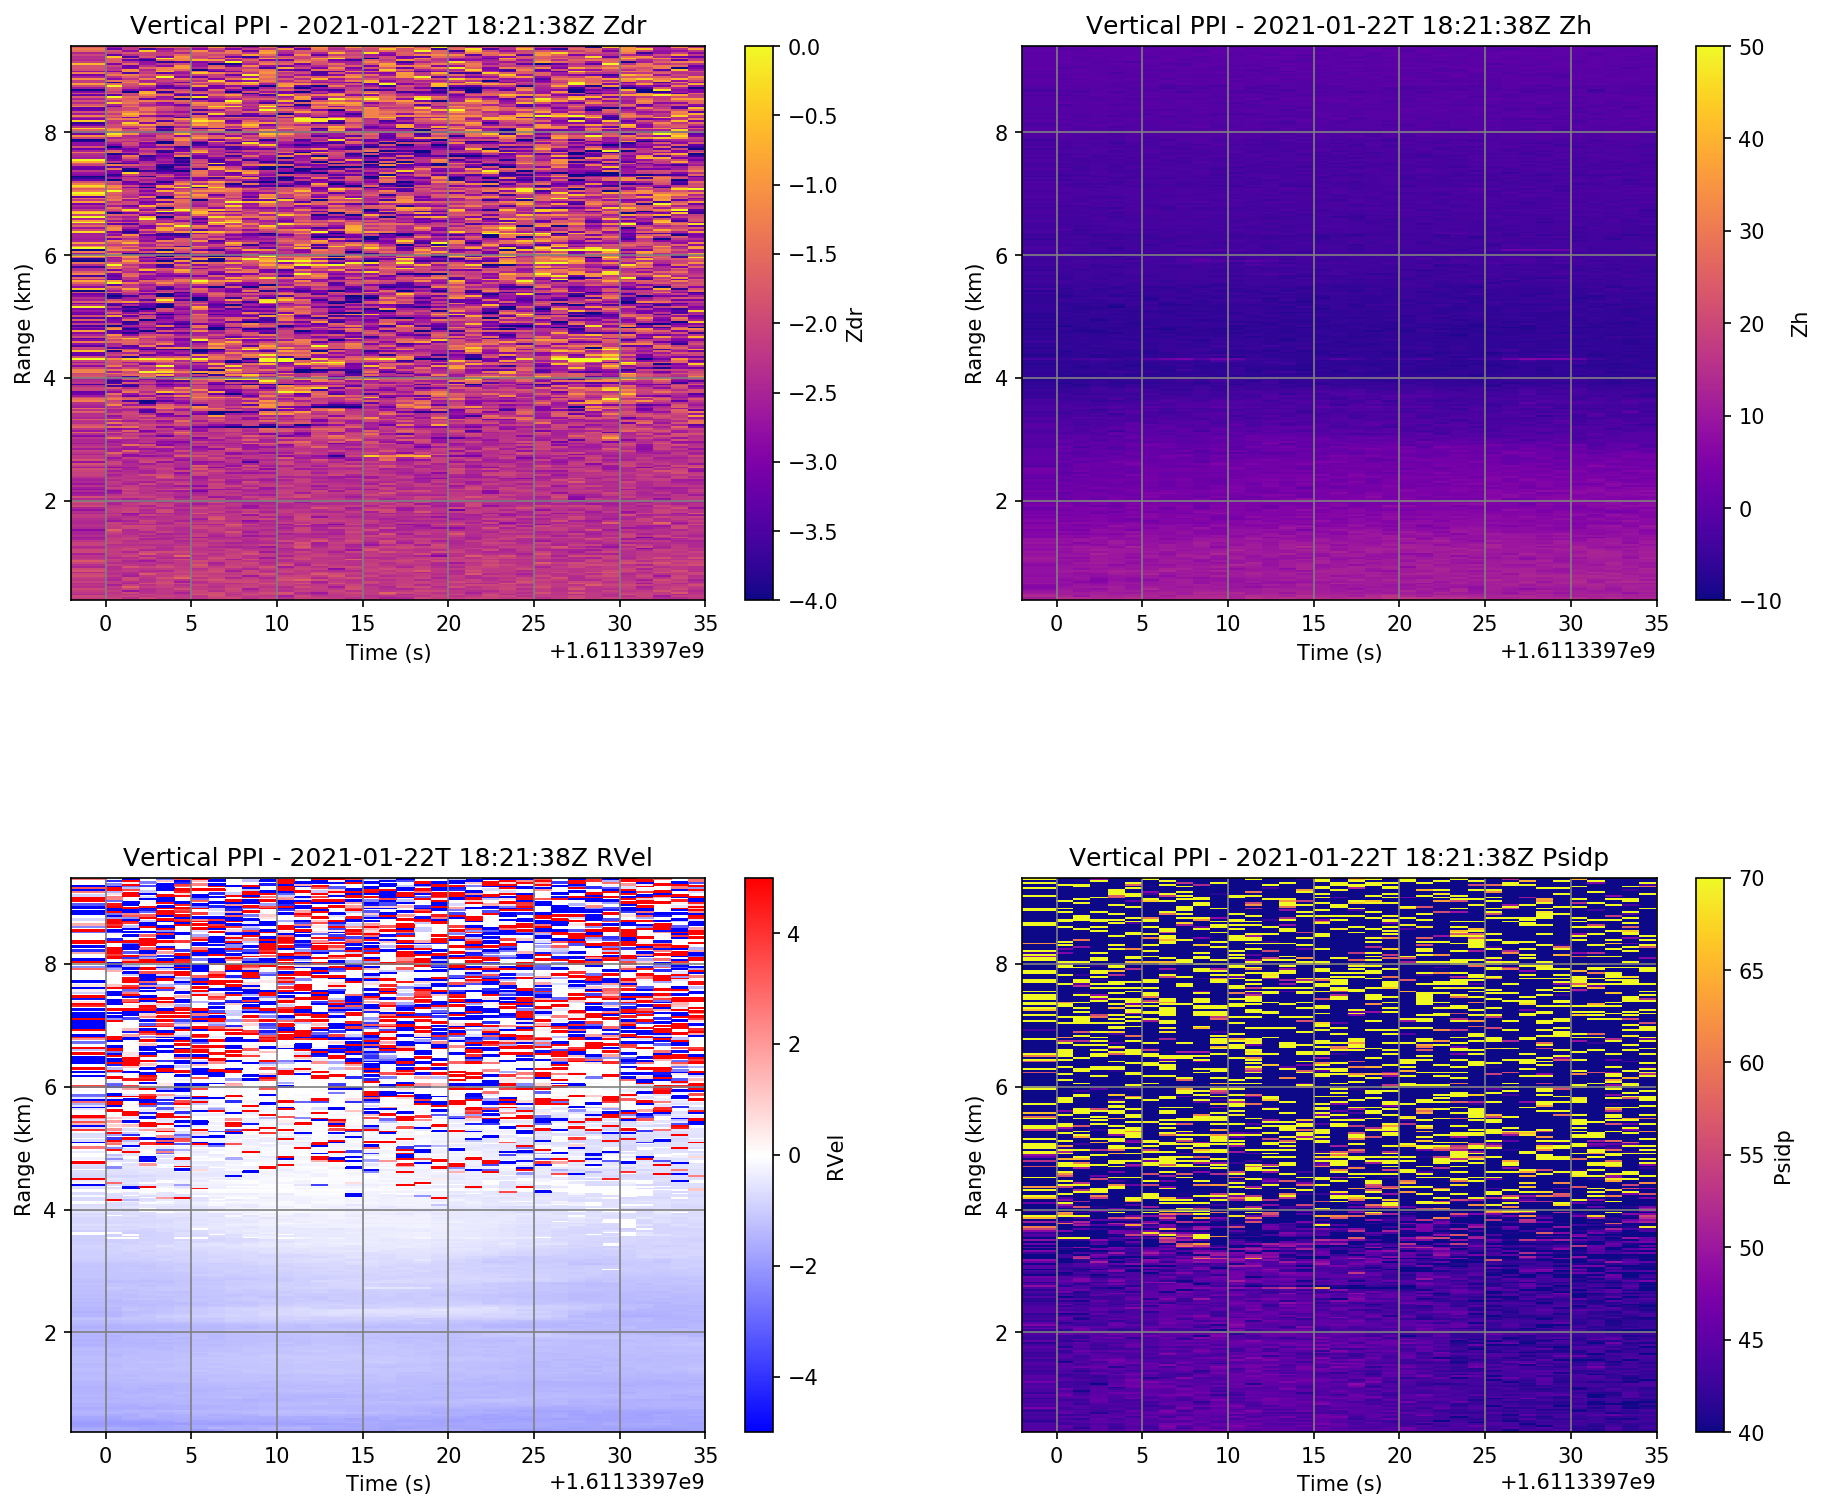 Vertical PPI - 2021-01-22T 18:21:38Z Zdr
0.0
−0.5
−1.0
−1.5
−2.0
−2.5
−3.0
−3.5
−4.0
Zdr
8
6
4
2
Range (km)
0 5 10 15 20 25 30 35
Time (s)
+1.6113397e9
Vertical PPI - 2021-01-22T 18:21:38Z Zh
50
40
30
20
10
0
−10
Zh
8
6
4
2
Range (km)
0 5 10 15 20 25 30 35
Time (s)
+1.6113397e9
Vertical PPI - 2021-01-22T 18:21:38Z RVel
4
2
0
−2
−4
RVel
8
6
4
2
Range (km)
0 5 10 15 20 25 30 35
Time (s)
+1.6113397e9
Vertical PPI - 2021-01-22T 18:21:38Z Psidp
70
65
60
55
50
45
40
Psidp
8
6
4
2
Range (km)
0 5 10 15 20 25 30 35
Time (s)
+1.6113397e9